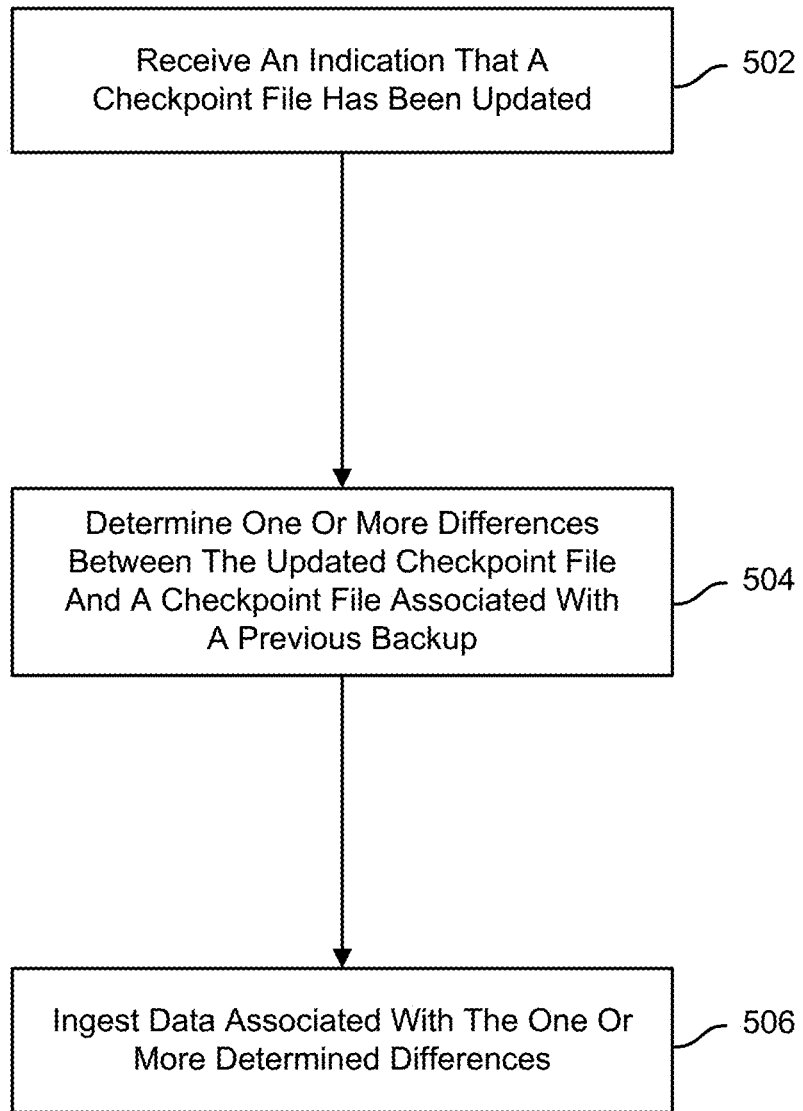 Receive An Indication That A
Checkpoint File Has Been Updated
502
Determine One Or More Differences
Between The Updated Checkpoint File
And A Checkpoint File Associated With
A Previous Backup
504
Ingest Data Associated With The One Or
More Determined Differences
506